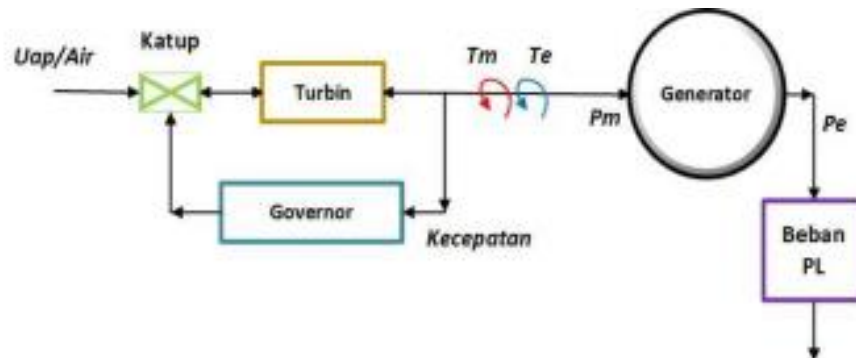 Katup
Uap/Air
Turbin
Tm
Te
Pm
Generator
Pe
Governor
Kecepatan
Beban
PL